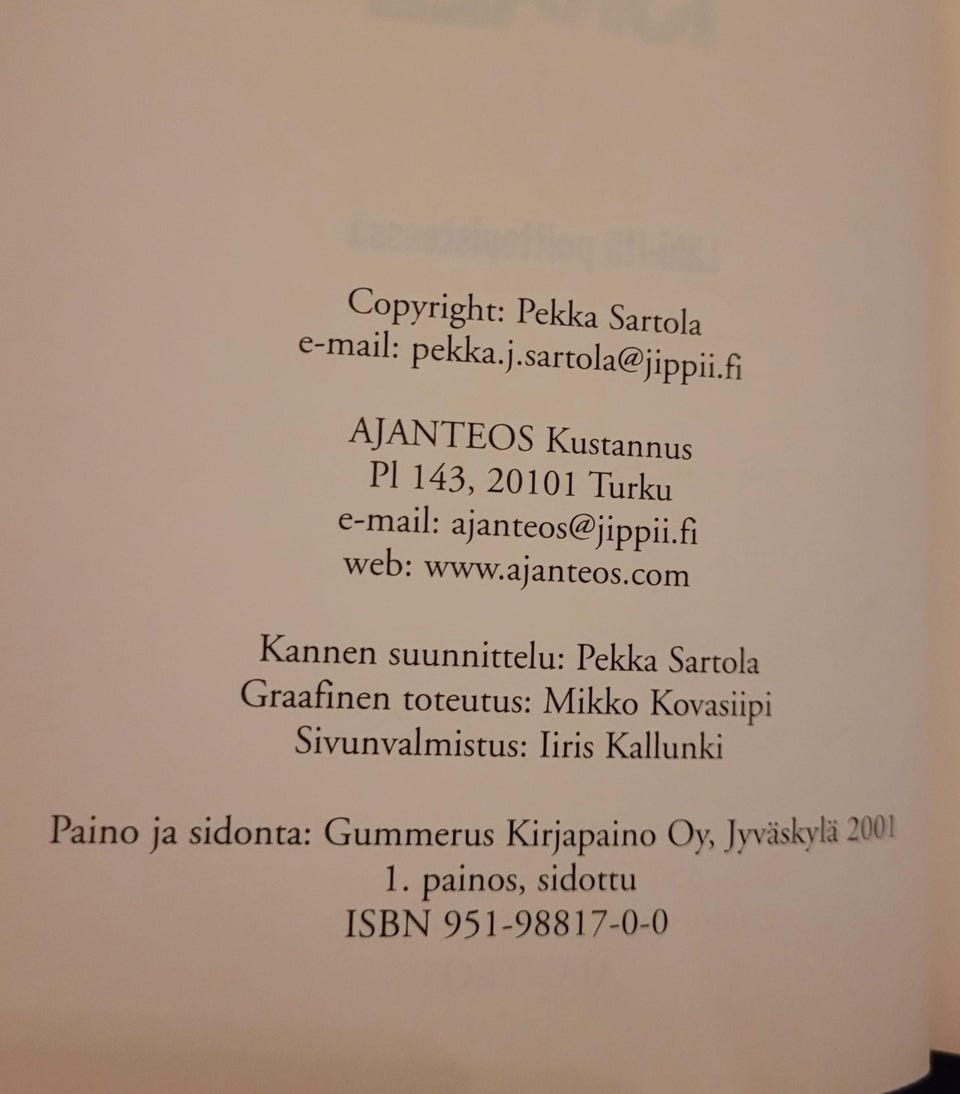 Copyright: Pekka Sartola
e-mail: pekka.j.sartola@jippii.fi
AJANTEOS Kustannus
Pl 143, 20101 Turku
e-mail: ajanteos@jippii.fi
web: www.ajanteos.com
Kannen suunnittelu: Pekka Sartola
Graafinen toteutus: Mikko Kovasiipi
Sivunvalmistus: Iiris Kallunki
Paino ja sidonta: Gummerus Kirjapaino Oy, Jyväskylä 2001
1. painos, sidottu
ISBN 951-98817-0-0